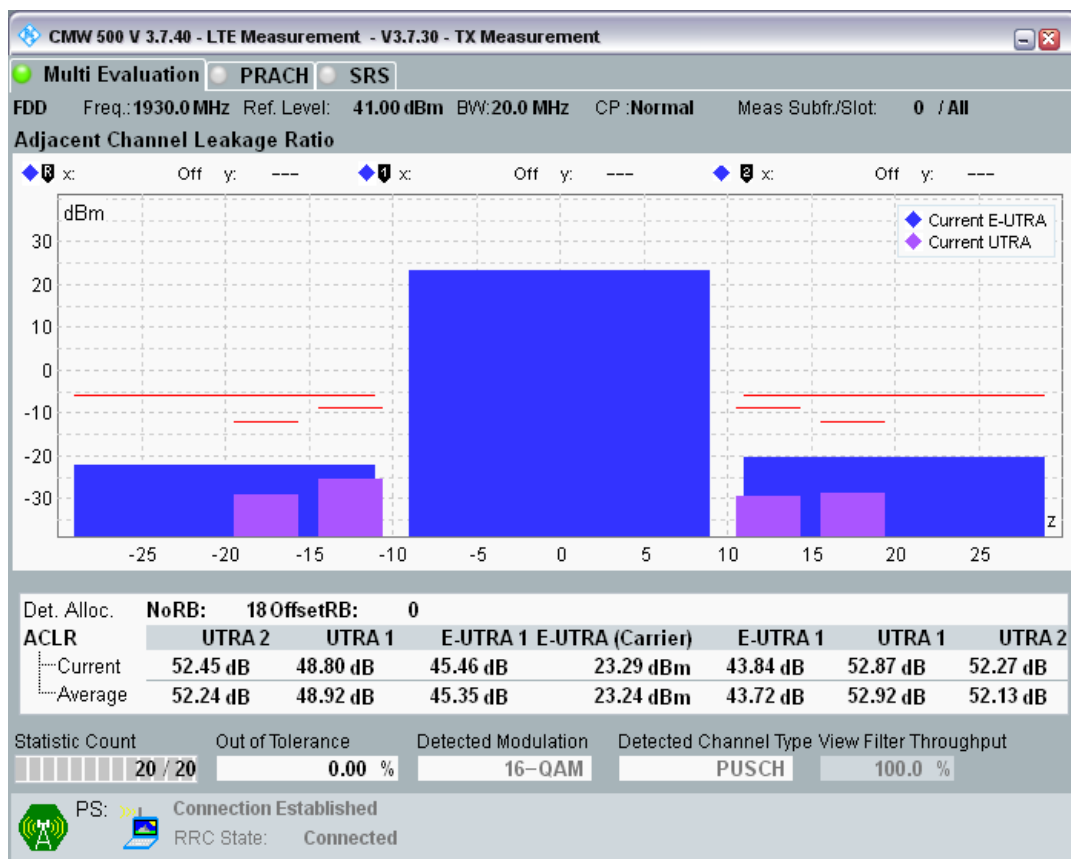 CMW 500 V 3.7.40 - LTE Measurement - V3.7.30 - TX Measurement
Multi Evaluation PRACH SRS
FDD Freq.: 1930.0 MHz Ref. Level: 41.00 dBm BW: 20.0 MHz CP : Normal Meas Subfr./Slot: 0 / All
Adjacent Channel Leakage Ratio
R x: Off y: --- 1 x: Off y: --- 2 x: Off y: ---
dBm
Current E-UTRA
Current UTRA
30
20
10
0
-10
-20
-30
z
-25 -20 -15 -10 -5 0 5 10 15 20 25
Det. Alloc. NoRB: 18 OffsetRB: 0
ACLR UTRA 2 UTRA 1 E-UTRA 1 E-UTRA (Carrier) E-UTRA 1 UTRA 1 UTRA 2
Current 52.45 dB 48.80 dB 45.46 dB 23.29 dBm 43.84 dB 52.87 dB 52.27 dB
Average 52.24 dB 48.92 dB 45.35 dB 23.24 dBm 43.72 dB 52.92 dB 52.13 dB
Statistic Count Out of Tolerance Detected Modulation Detected Channel Type View Filter Throughput
20 / 20 0.00 % 16-QAM PUSCH 100.0 %
PS: Connection Established
RRC State: Connected